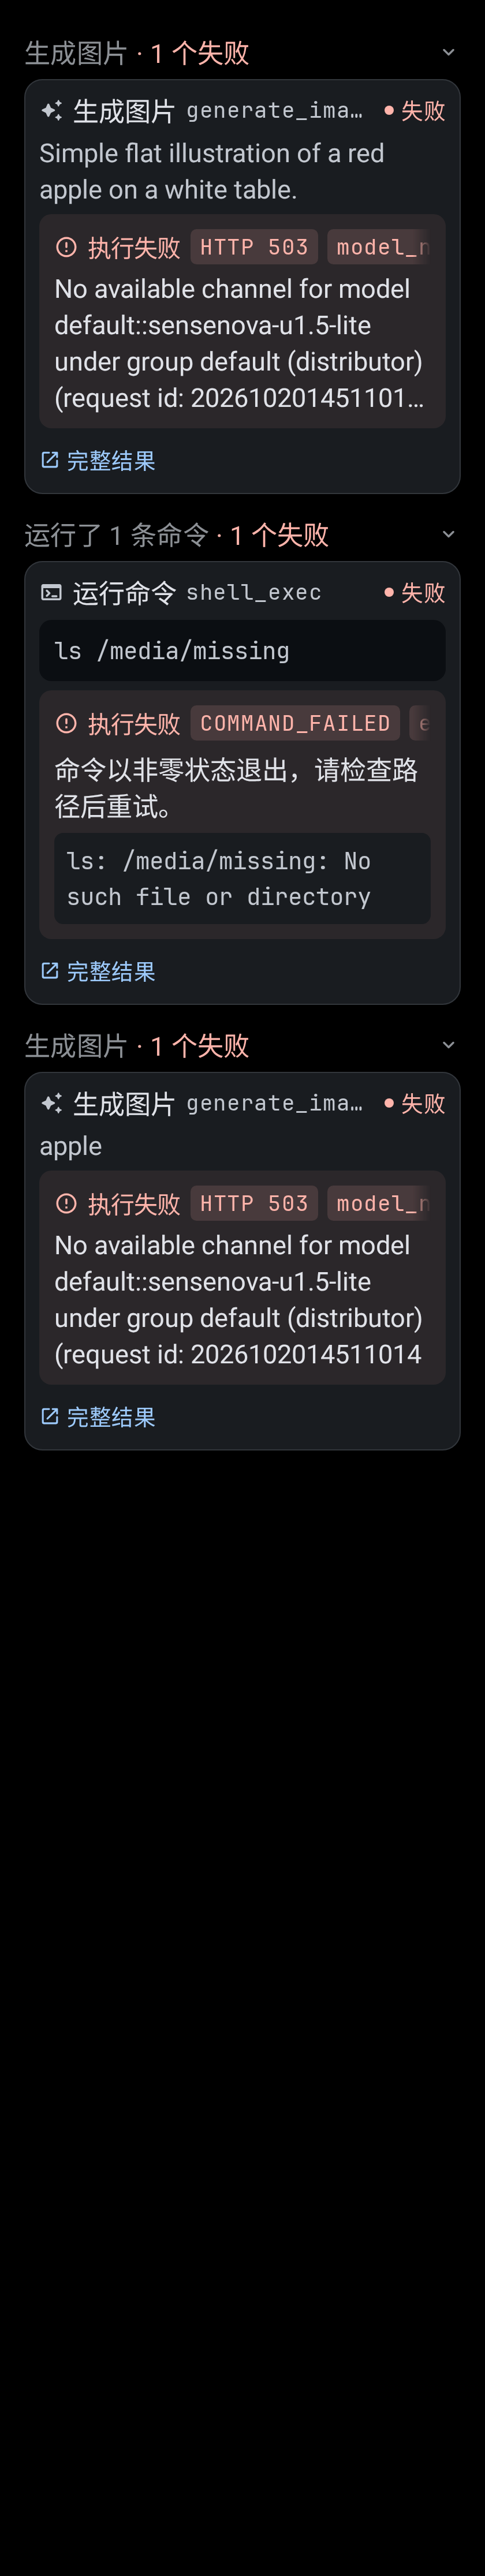 生成图片 · 1 个失败
生成图片 generate_ima… 失败
Simple flat illustration of a red
apple on a white table.
执行失败 HTTP 503 model_n
No available channel for model
default::sensenova-u1.5-lite
under group default (distributor)
(request id: 202610201451101…
完整结果
运行了 1 条命令 · 1 个失败
运行命令 shell_exec 失败
ls /media/missing
执行失败 COMMAND_FAILED e
命令以非零状态退出，请检查路
径后重试。
ls: /media/missing: No
such file or directory
完整结果
生成图片 · 1 个失败
生成图片 generate_ima… 失败
apple
执行失败 HTTP 503 model_n
No available channel for model
default::sensenova-u1.5-lite
under group default (distributor)
(request id: 2026102014511014
完整结果